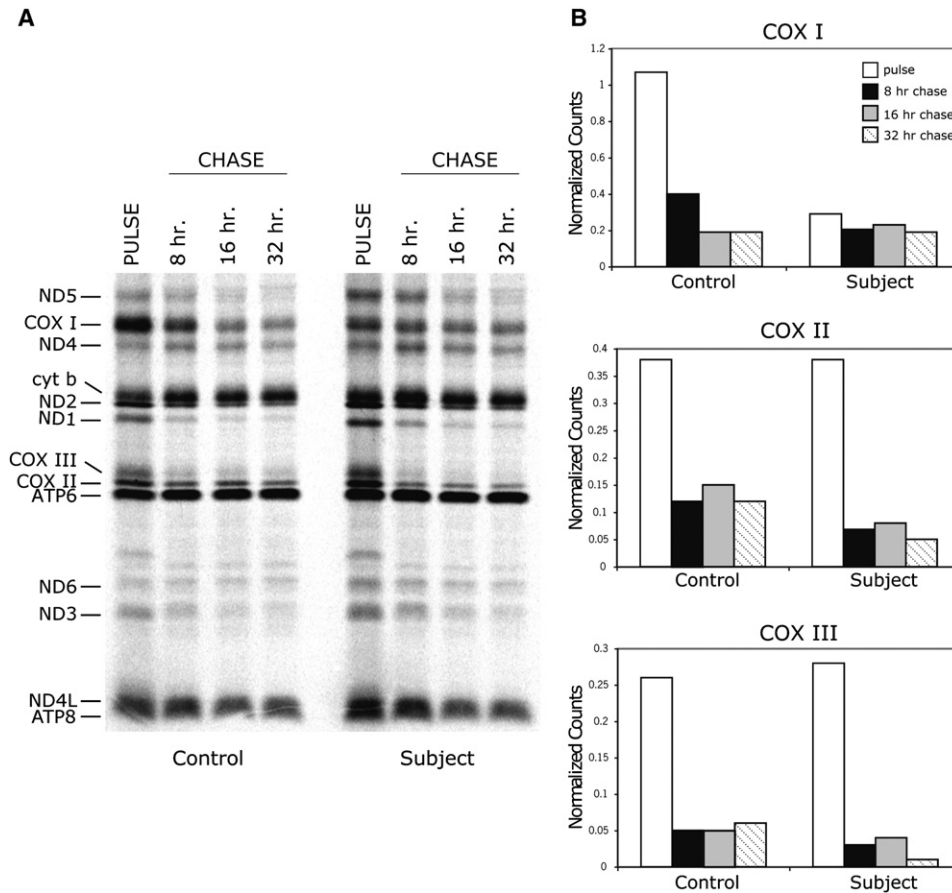 A
CHASE
CHASE
PULSE
8 hr.
16 hr.
32 hr.
PULSE
8 hr.
16 hr.
32 hr.
ND5
COX I
ND4
cyt b
ND2
ND1
COX III
COX II
ATP6
ND6
ND3
ND4L
ATP8
Control
Subject
B
COX I
Normalized Counts
1.2
1
0.8
0.6
0.4
0.2
0
pulse
8 hr chase
16 hr chase
32 hr chase
Control
Subject
COX II
Normalized Counts
0.4
0.35
0.3
0.25
0.2
0.15
0.1
0.05
0
Control
Subject
COX III
Normalized Counts
0.3
0.25
0.2
0.15
0.1
0.05
0
Control
Subject